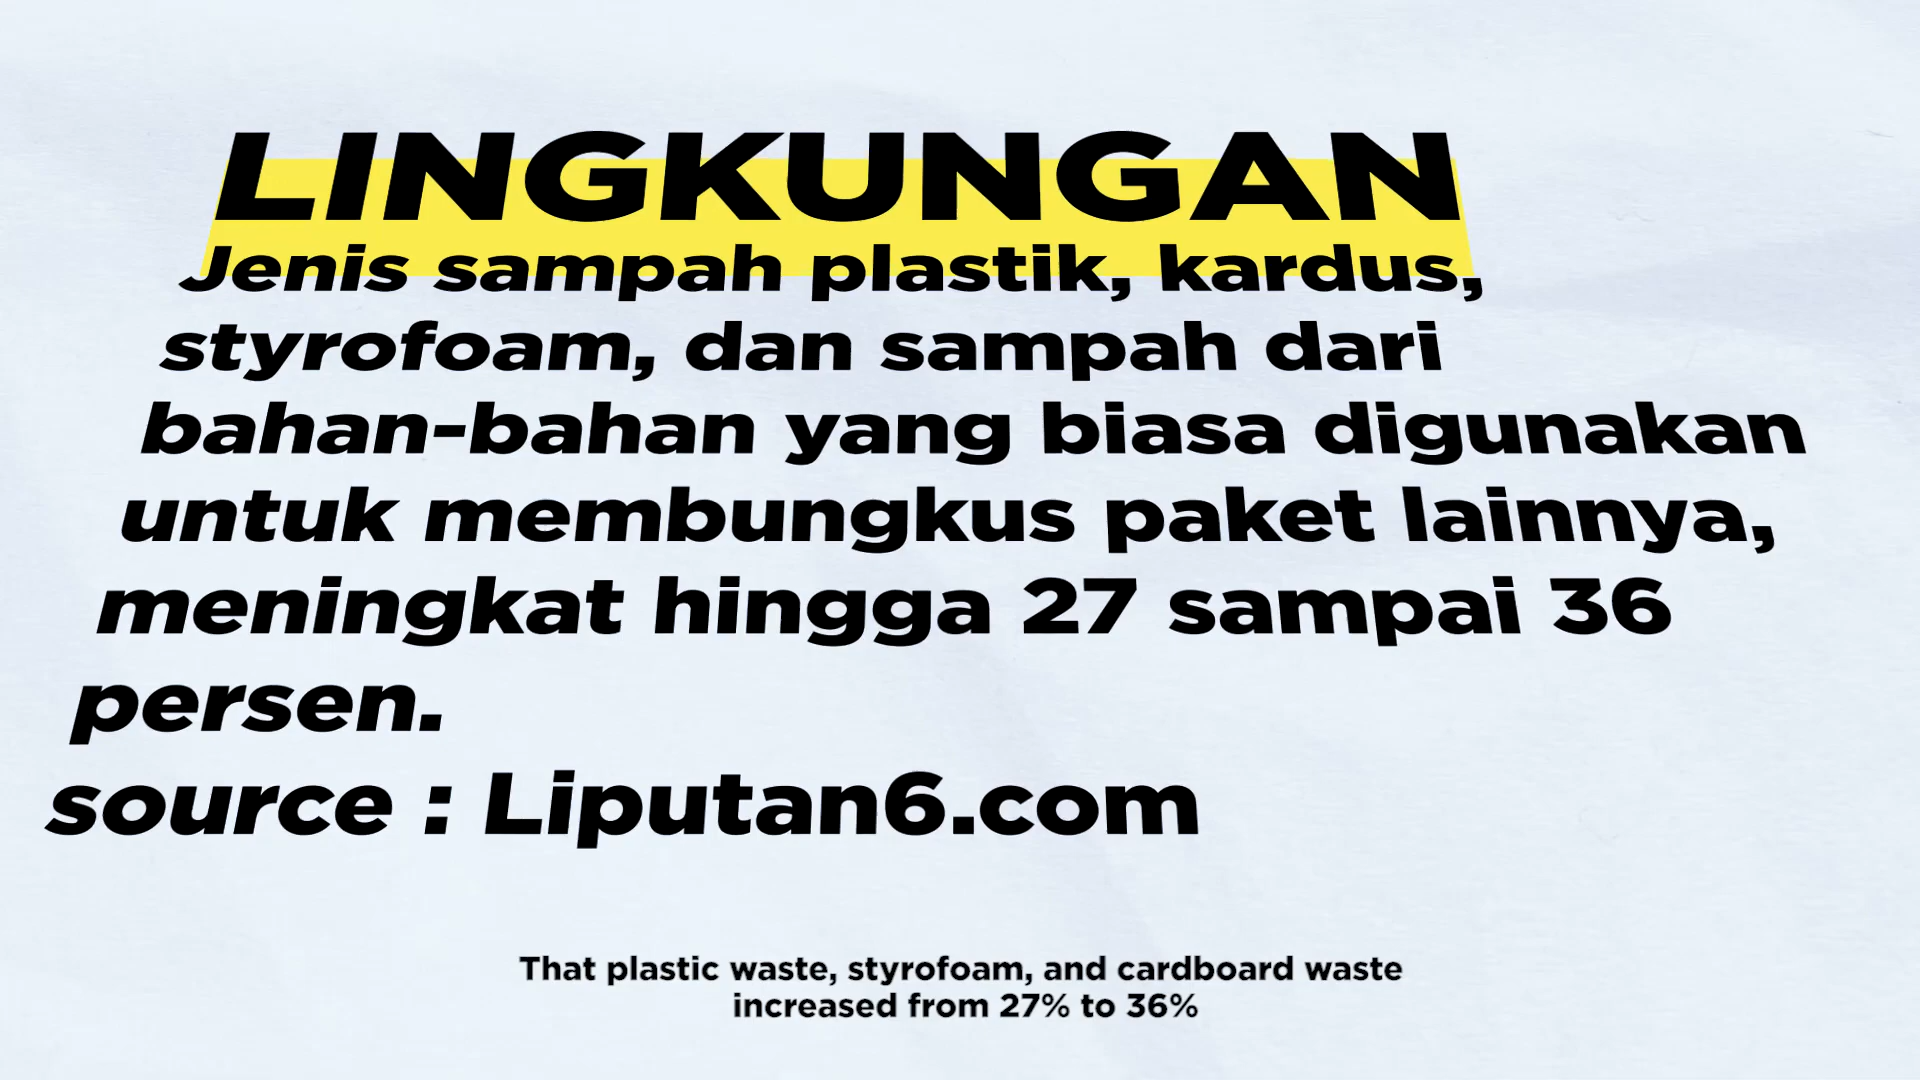 LINGKUNGAN
Jenis sampah plastik, kardus,
styrofoam, dan sampah dari
bahan-bahan yang biasa digunakan
untuk membungkus paket lainnya,
meningkat hingga 27 sampai 36
persen.
source : Liputan6.com
That plastic waste, styrofoam, and cardboard waste
increased from 27% to 36%